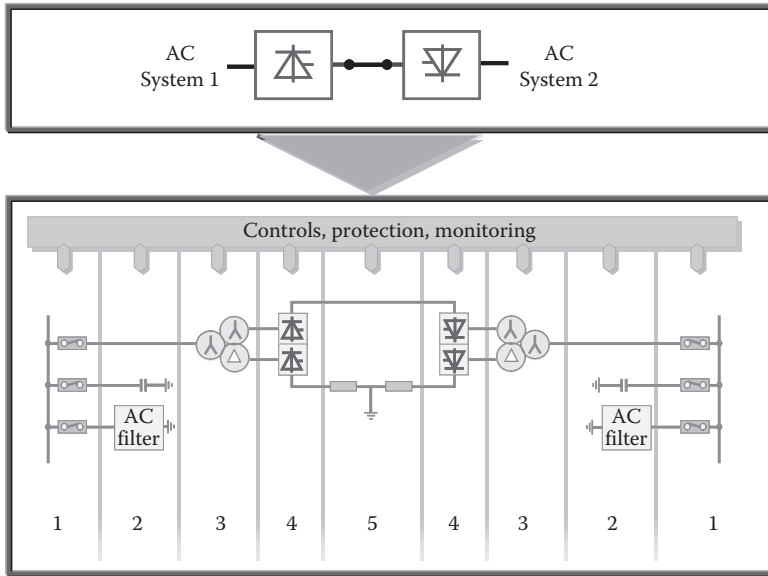 AC
System 1
AC
System 2
Controls, protection, monitoring
AC
filter
AC
filter
1 2 3 4 5 4 3 2 1